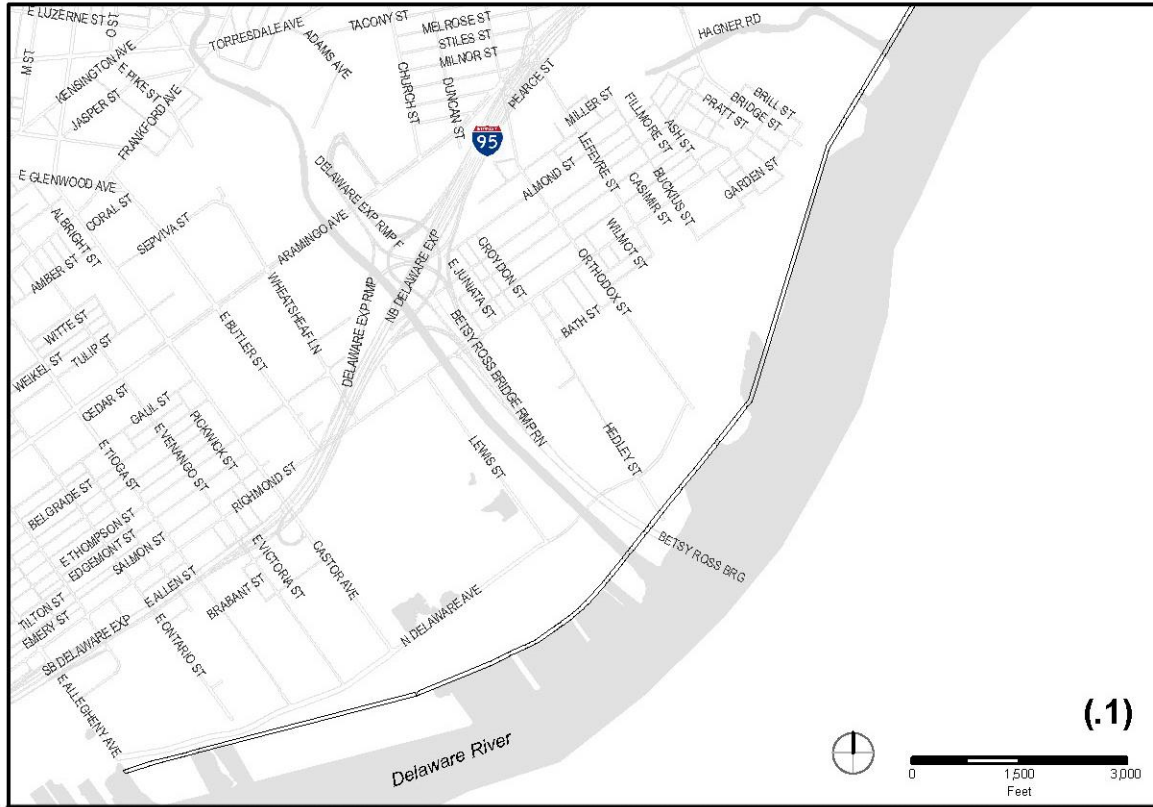 E LUZERNE ST
O ST
M ST
KENSINGTON AVE
E PIKE ST
JASPER ST
FRANKFORD AVE
TORRESDALE AVE
ADAMS AVE
TACONY ST
MELROSE ST
STILES ST
MILNOR ST
CHURCH ST
DUNCAN ST
PEARCE ST
HAGNER RD
INTERSTATE
95
MILLER ST
FILLMORE ST
ASH ST
PRATT ST
BRIDGE ST
BRILL ST
GARDEN ST
LEFEVRE ST
ALMOND ST
CASIMIR ST
BUCKIUS ST
WILMOT ST
ORTHODOX ST
BATH ST
CROYDON ST
E JUNIATA ST
E GLENWOOD AVE
ALBRIGHT ST
CORAL ST
SEPVIVA ST
AMBER ST
ARAMINGO AVE
DELAWARE EXP RMP F
NB DELAWARE EXP
DELAWARE EXP RMP
WHEATSHEAF LN
E BUTLER ST
WITTE ST
TULIP ST
WEIKEL ST
BETSY ROSS BRIDGE RMP RN
CEDAR ST
GAUL ST
PICKWICK ST
E VENANGO ST
E TIOGA ST
LEWIS ST
HEDLEY ST
RICHMOND ST
BELGRADE ST
E THOMPSON ST
EDGEMONT ST
SALMON ST
E VICTORIA ST
CASTOR AVE
BETSY ROSS BRG
TILTON ST
EMERY ST
E ALLEN ST
BRABANT ST
N DELAWARE AVE
SB DELAWARE EXP
E ONTARIO ST
E ALLEGHENY AVE
Delaware River
(.1)
0 1,500 3,000
Feet